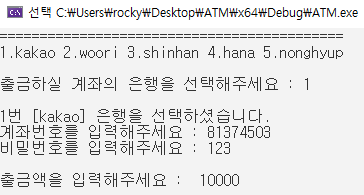 선택 C:₩Users₩rocky₩Desktop₩ATM₩x64₩Debug₩ATM.exe
========================================
1.kakao 2.woori 3.shinhan 4.hana 5.nonghyup
출금하실 계좌의 은행을 선택해주세요 : 1
1번 [kakao] 은행을 선택하셨습니다.
계좌번호를 입력해주세요 : 81374503
비밀번호를 입력해주세요 : 123
출금액을 입력해주세요 :  10000